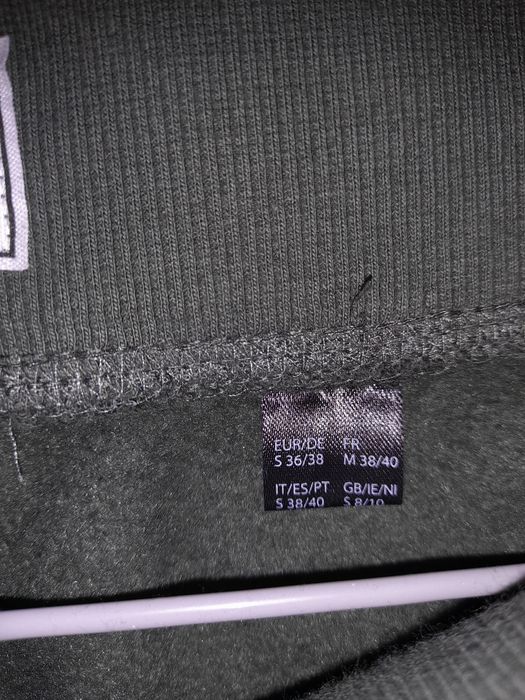 EUR/DE FR
S 36/38 M 38/40
IT/ES/PT GB/IE/NI
S 38/40 S 8/10